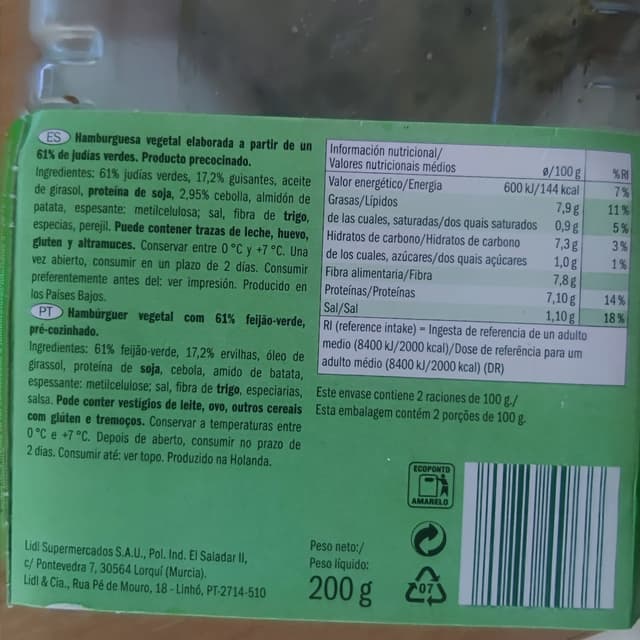 ES Hamburguesa vegetal elaborada a partir de un
61% de judías verdes. Producto precocinado.
Ingredientes: 61% judías verdes, 17,2% guisantes, aceite
de girasol, proteína de soja, 2,95% cebolla, almidón de
patata, espesante: metilcelulosa; sal, fibra de trigo,
especias, perejil. Puede contener trazas de leche, huevo,
gluten y altramuces. Conservar entre 0°C y +7°C. Una
vez abierto, consumir en un plazo de 2 días. Consumir
preferentemente antes del: ver impresión. Producido en
los Países Bajos.
PT Hambúrguer vegetal com 61% feijão-verde,
pré-cozinhado.
Ingredientes: 61% feijão-verde, 17,2% ervilhas, óleo de
girassol, proteína de soja, cebola, amido de batata,
espessante: metilcelulose; sal, fibra de trigo, especiarias,
salsa. Pode conter vestígios de leite, ovo, outros cereais
com glúten e tremoços. Conservar a temperaturas entre
0°C e +7°C. Depois de aberto, consumir no prazo de
2 dias. Consumir até: ver topo. Produzido na Holanda.
Información nutricional/
Valores nutricionais médios ø/100 g %RI
Valor energético/Energia 600 kJ/144 kcal 7%
Grasas/Lípidos 7,9 g 11%
de las cuales, saturadas/dos quais saturados 0,9 g 5%
Hidratos de carbono/Hidratos de carbono 7,3 g 3%
de los cuales, azúcares/dos quais açúcares 1,0 g 1%
Fibra alimentaria/Fibra 7,8 g
Proteínas/Proteínas 7,10 g 14%
Sal/Sal 1,10 g 18%
RI (reference intake) = Ingesta de referencia de un adulto
medio (8400 kJ/2000 kcal)/Dose de referência para um
adulto médio (8400 kJ/2000 kcal) (DR)
Este envase contiene 2 raciones de 100 g./
Esta embalagem contém 2 porções de 100 g.
ECOPONTO
AMARELO
07
Lidl Supermercados S.A.U., Pol. Ind. El Saladar II,
c/ Pontevedra 7, 30564 Lorquí (Murcia).
Lidl & Cia., Rua Pé de Mouro, 18 - Linhó, PT-2714-510
Peso neto:/
Peso líquido:
200 g